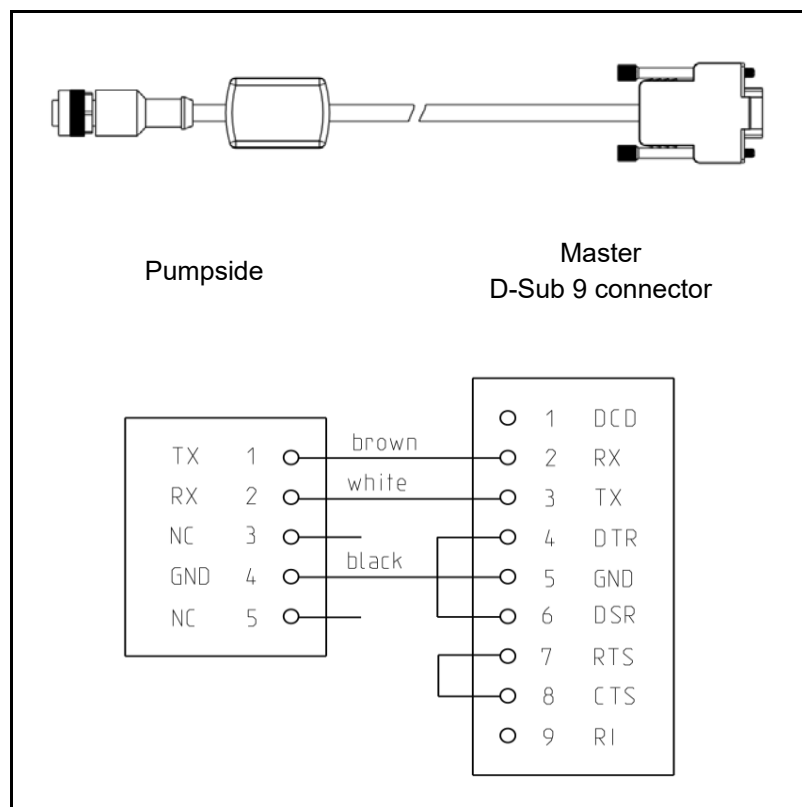 Pumpside
Master
D-Sub 9 connector
TX 1
RX 2
NC 3
GND 4
NC 5
brown
white
black
1 DCD
2 RX
3 TX
4 DTR
5 GND
6 DSR
7 RTS
8 CTS
9 RI